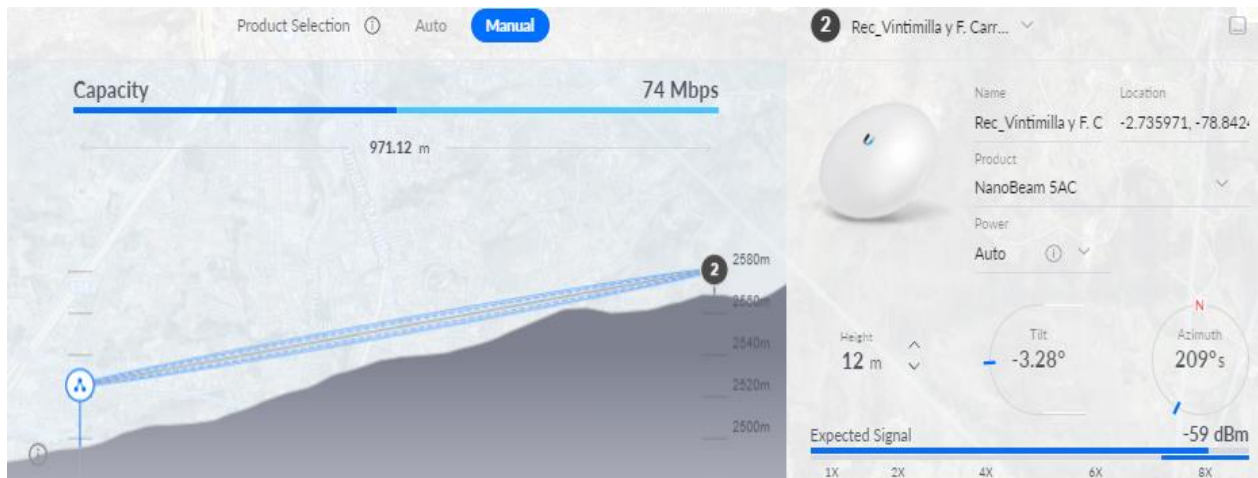 Product Selection Auto Manual
Capacity 74 Mbps
971.12 m
2580m
2560m
2540m
2520m
2500m
2 Rec_Vintimilla y F. Carr...
Name Location
Rec_Vintimilla y F. C -2.735971, -78.842
Product
NanoBeam 5AC
Power
Auto
2
N
Height Tilt Azimuth
12 m -3.28° 209°s
Expected Signal -59 dBm
1X 2X 4X 6X 8X